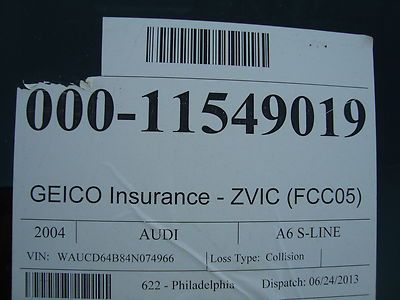 000-11549019
GEICO Insurance - ZVIC (FCC05)
2004 AUDI A6 S-LINE
VIN: WAUCD64B84N074966 Loss Type: Collision
622 - Philadelphia Dispatch: 06/24/2013